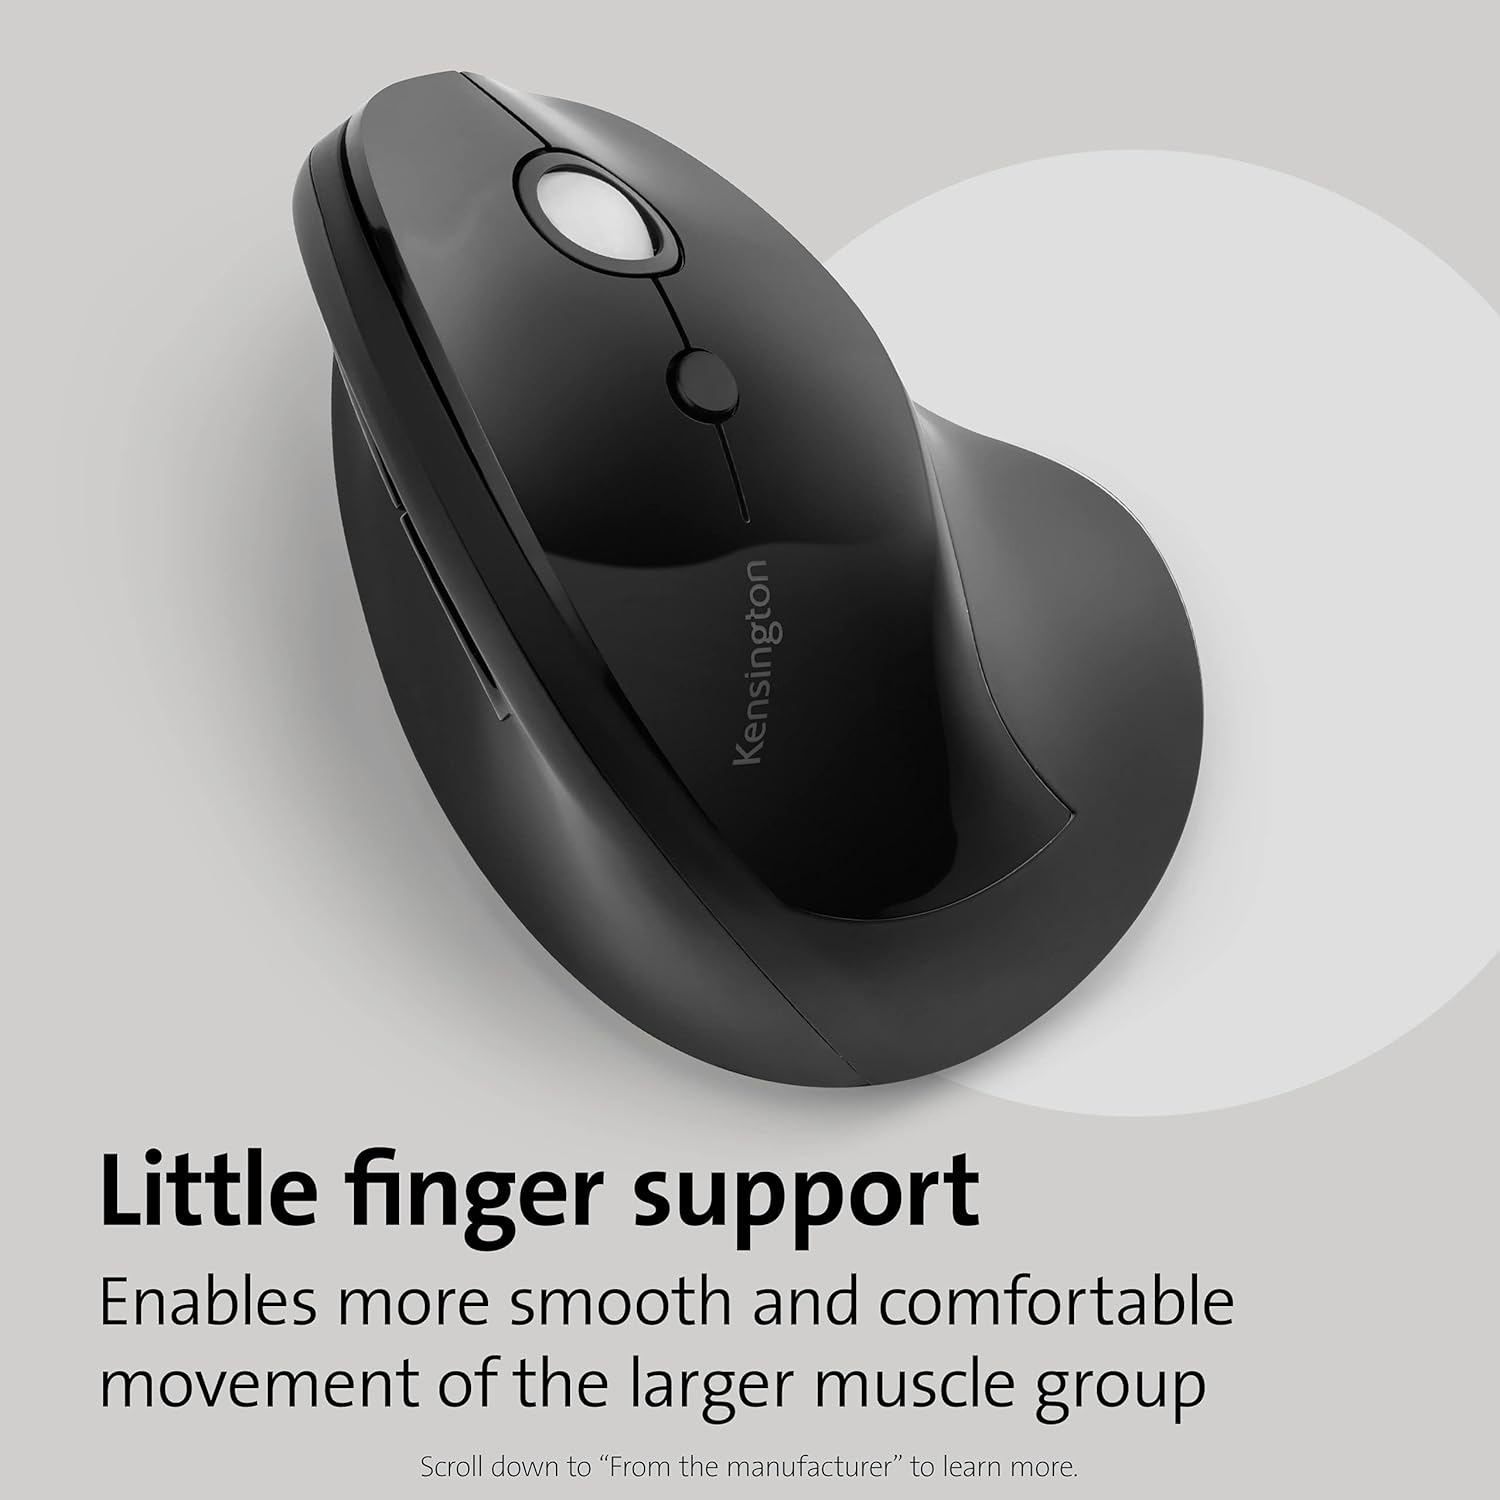 Kensington
Little finger support
Enables more smooth and comfortable
movement of the larger muscle group
Scroll down to “From the manufacturer” to learn more.